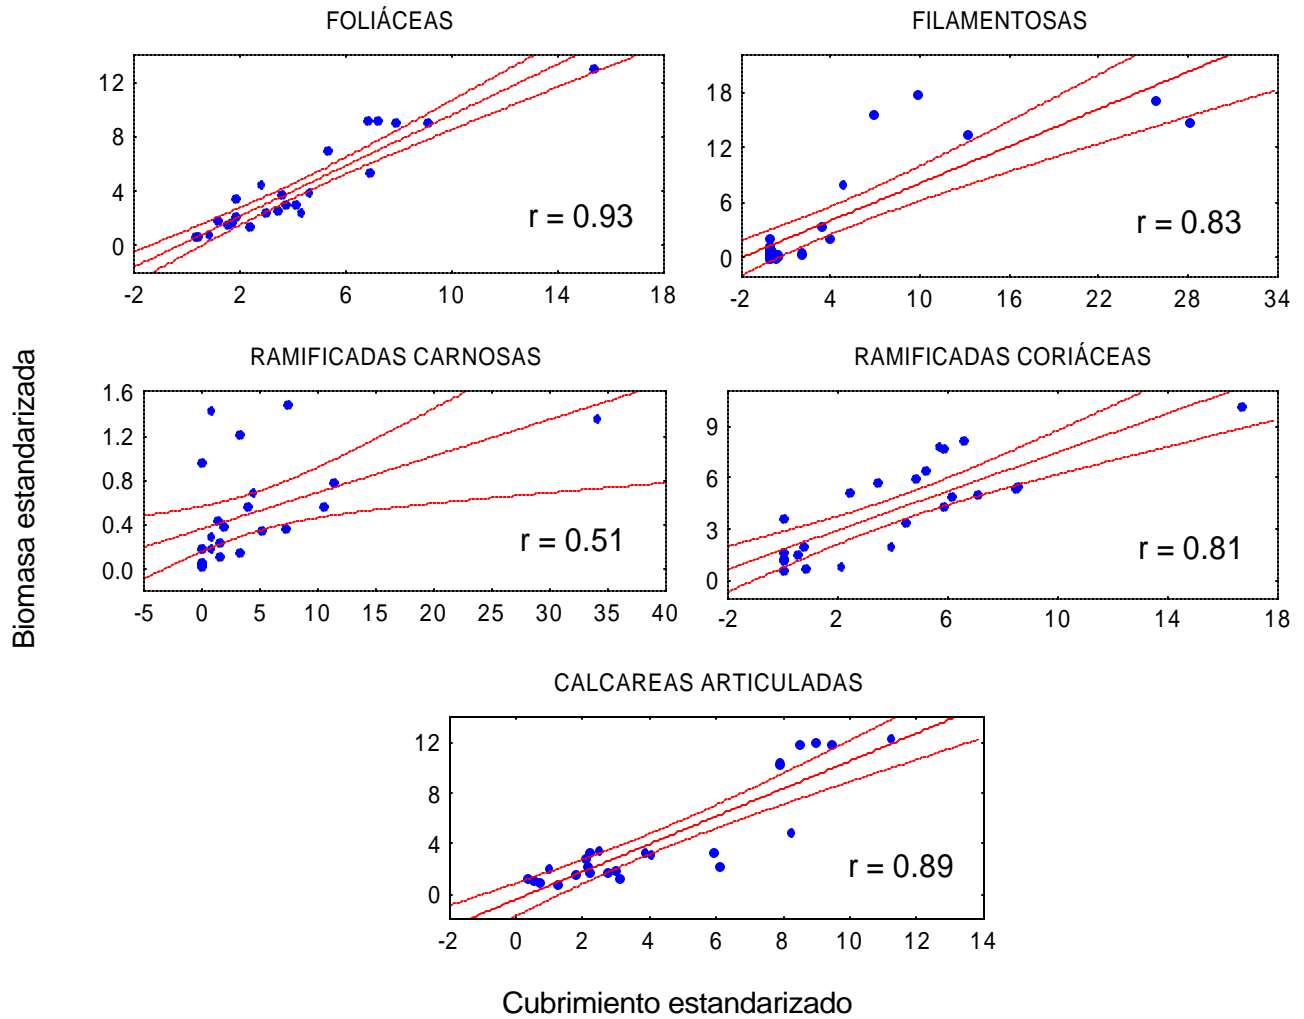 FOLIÁCEAS
FILAMENTOSAS
12
8
4
0
r = 0.93
-2 2 6 10 14 18
18
12
6
0
r = 0.83
-2 4 10 16 22 28 34
RAMIFICADAS CARNOSAS
RAMIFICADAS CORIÁCEAS
1.6
1.2
0.8
0.4
0.0
r = 0.51
-5 0 5 10 15 20 25 30 35 40
9
6
3
0
r = 0.81
-2 2 6 10 14 18
Biomasa estandarizada
CALCAREAS ARTICULADAS
12
8
4
0
r = 0.89
-2 0 2 4 6 8 10 12 14
Cubrimiento estandarizado